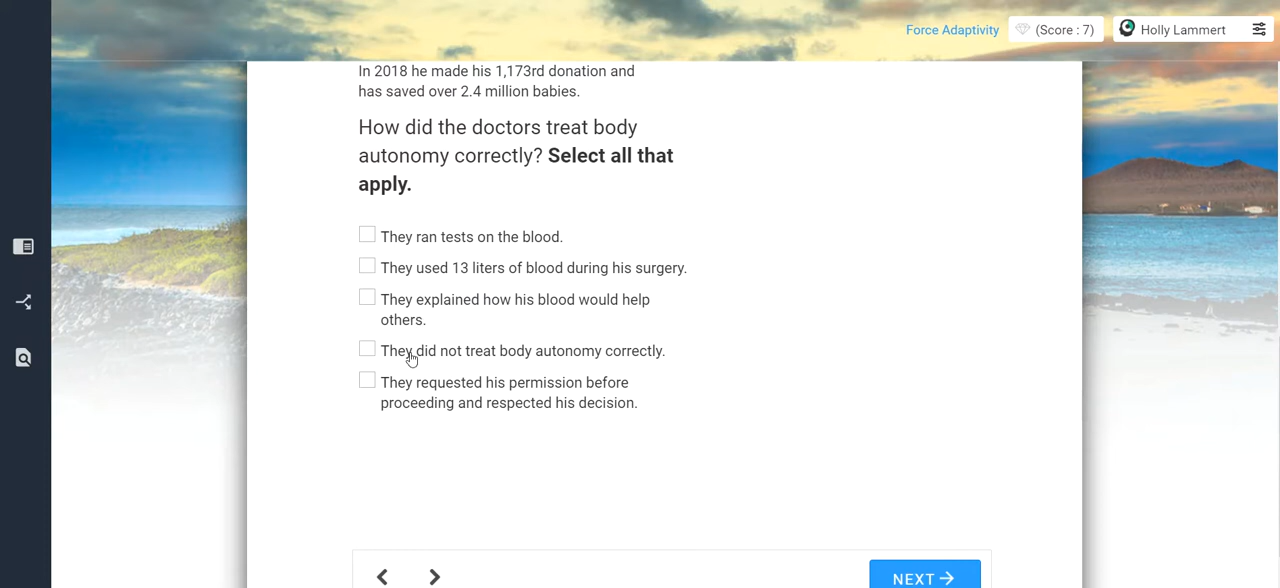 Force Adaptivity
(Score : 7)
Holly Lammert
In 2018 he made his 1,173rd donation and
has saved over 2.4 million babies.
How did the doctors treat body
autonomy correctly? Select all that
apply.
They ran tests on the blood.
They used 13 liters of blood during his surgery.
They explained how his blood would help
others.
They did not treat body autonomy correctly.
They requested his permission before
proceeding and respected his decision.
NEXT